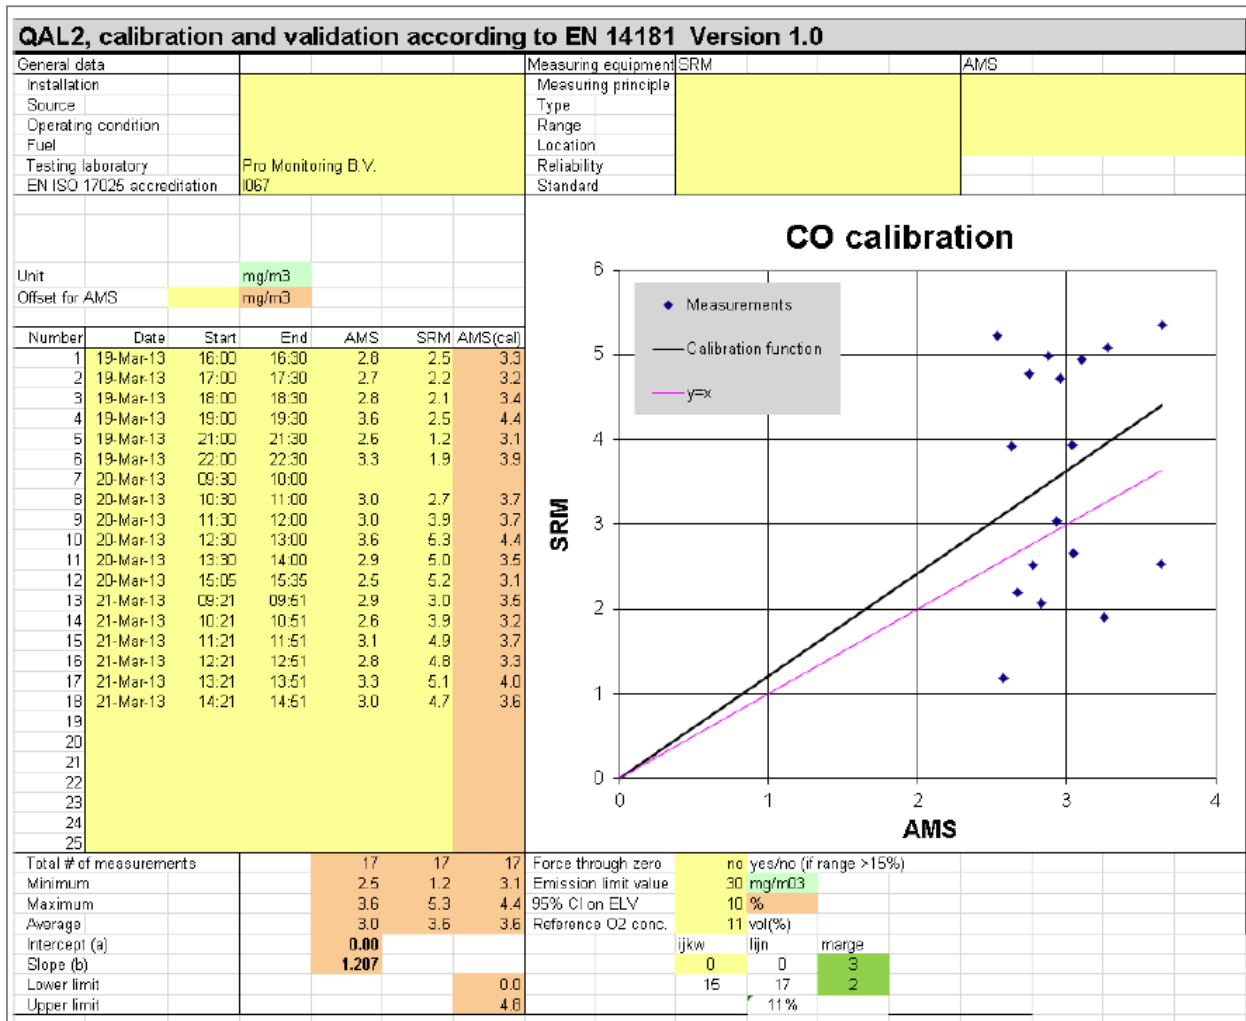 QAL2, calibration and validation according to EN 14181 Version 1.0
General data Measuring equipment SRM AMS
Installation Measuring principle
Source Type
Operating condition Range
Fuel Location
Testing laboratory Pro Monitoring B.V. Reliability
EN ISO 17025 accreditation I067 Standard
Unit mg/m3
Offset for AMS mg/m3
Number Date Start End AMS SRM AMS(cal)
1 19-Mar-13 16:00 16:30 2.8 2.5 3.3
2 19-Mar-13 17:00 17:30 2.7 2.2 3.2
3 19-Mar-13 18:00 18:30 2.8 2.1 3.4
4 19-Mar-13 19:00 19:30 3.6 2.5 4.4
5 19-Mar-13 21:00 21:30 2.6 1.2 3.1
6 19-Mar-13 22:00 22:30 3.3 1.9 3.9
7 20-Mar-13 09:30 10:00
8 20-Mar-13 10:30 11:00 3.0 2.7 3.7
9 20-Mar-13 11:30 12:00 3.0 3.9 3.7
10 20-Mar-13 12:30 13:00 3.6 5.3 4.4
11 20-Mar-13 13:30 14:00 2.9 5.0 3.5
12 20-Mar-13 15:05 15:35 2.5 5.2 3.1
13 21-Mar-13 09:21 09:51 2.9 3.0 3.5
14 21-Mar-13 10:21 10:51 2.6 3.9 3.2
15 21-Mar-13 11:21 11:51 3.1 4.9 3.7
16 21-Mar-13 12:21 12:51 2.8 4.8 3.3
17 21-Mar-13 13:21 13:51 3.3 5.1 4.0
18 21-Mar-13 14:21 14:51 3.0 4.7 3.6
19
20
21
22
23
24
25
CO calibration
6
5
4
3
2
1
0
SRM
Measurements
Calibration function
y=x
0 1 2 3 4
AMS
Total # of measurements 17 17 17 Force through zero no yes/no (if range >15%)
Minimum 2.5 1.2 3.1 Emission limit value 30 mg/m03
Maximum 3.6 5.3 4.4 95% CI on ELV 10 %
Average 3.0 3.6 3.6 Reference O2 conc. 11 vol(%)
Intercept (a) 0.00 ijkw lijn marge
Slope (b) 1.207 0 0 3
Lower limit 0.0 15 17 2
Upper limit 4.8 11%